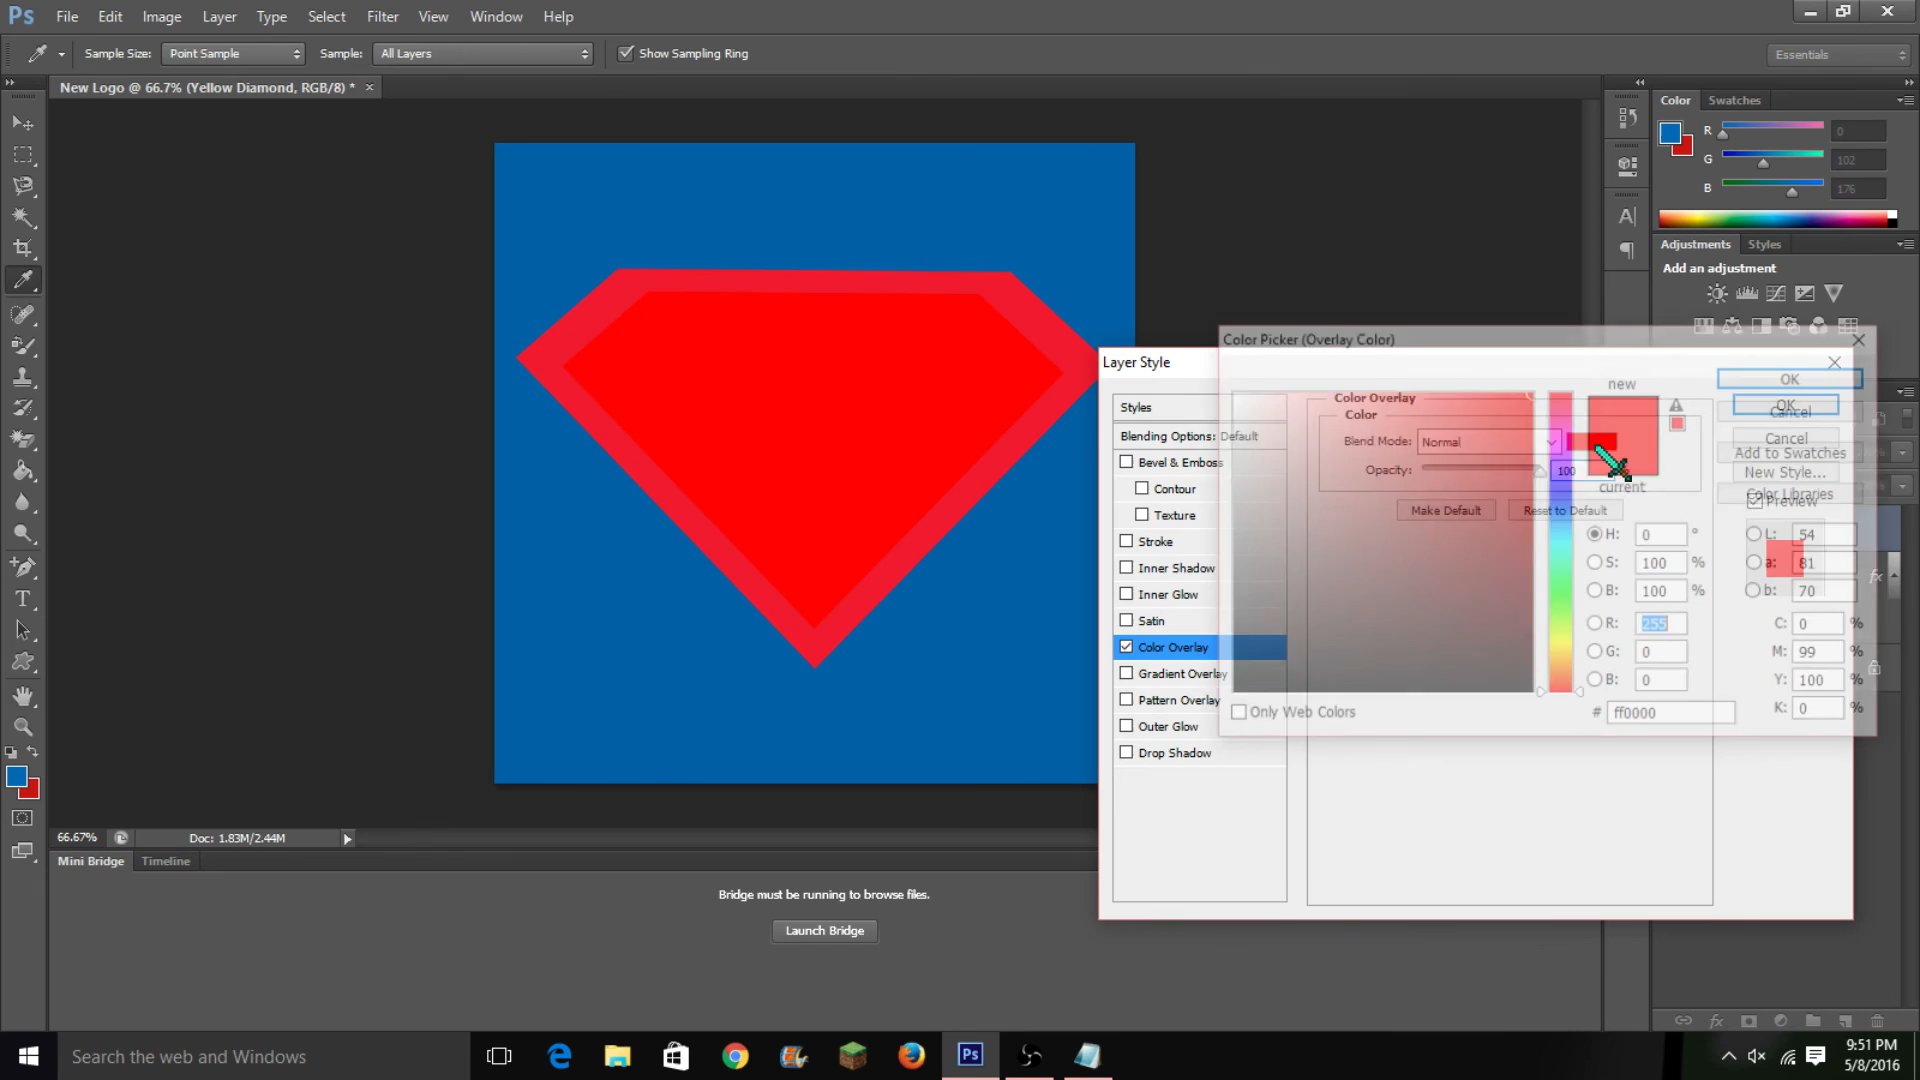 Ps File Edit Image Layer Type Select Filter View Window Help
Sample Size: Point Sample Sample: All Layers Show Sampling Ring Essentials
New Logo @ 66.7% (Yellow Diamond, RGB/8) * ×
Color Swatches
R 0
G 102
B 176
Adjustments Styles
Add an adjustment
Color Picker (Overlay Color)
Layer Style
new
OK
Cancel
Add to Swatches
Color Libraries
OK
Cancel
New Style...
Preview
Styles
Blending Options: Default
Bevel & Emboss
Contour
Texture
Stroke
Inner Shadow
Inner Glow
Satin
Color Overlay
Gradient Overlay
Pattern Overlay
Outer Glow
Drop Shadow
Color Overlay
Color
Blend Mode: Normal
Opacity: 100
Make Default Reset to Default
current
H: 0 °
S: 100 %
B: 100 %
R: 255
G: 0
B: 0
# ff0000
L: 54
a: 81
b: 70
C: 0 %
M: 99 %
Y: 100 %
K: 0 %
Only Web Colors
fx
66.67% Doc: 1.83M/2.44M
Mini Bridge Timeline
Bridge must be running to browse files.
Launch Bridge
fx
Search the web and Windows
Ps
9:51 PM
5/8/2016